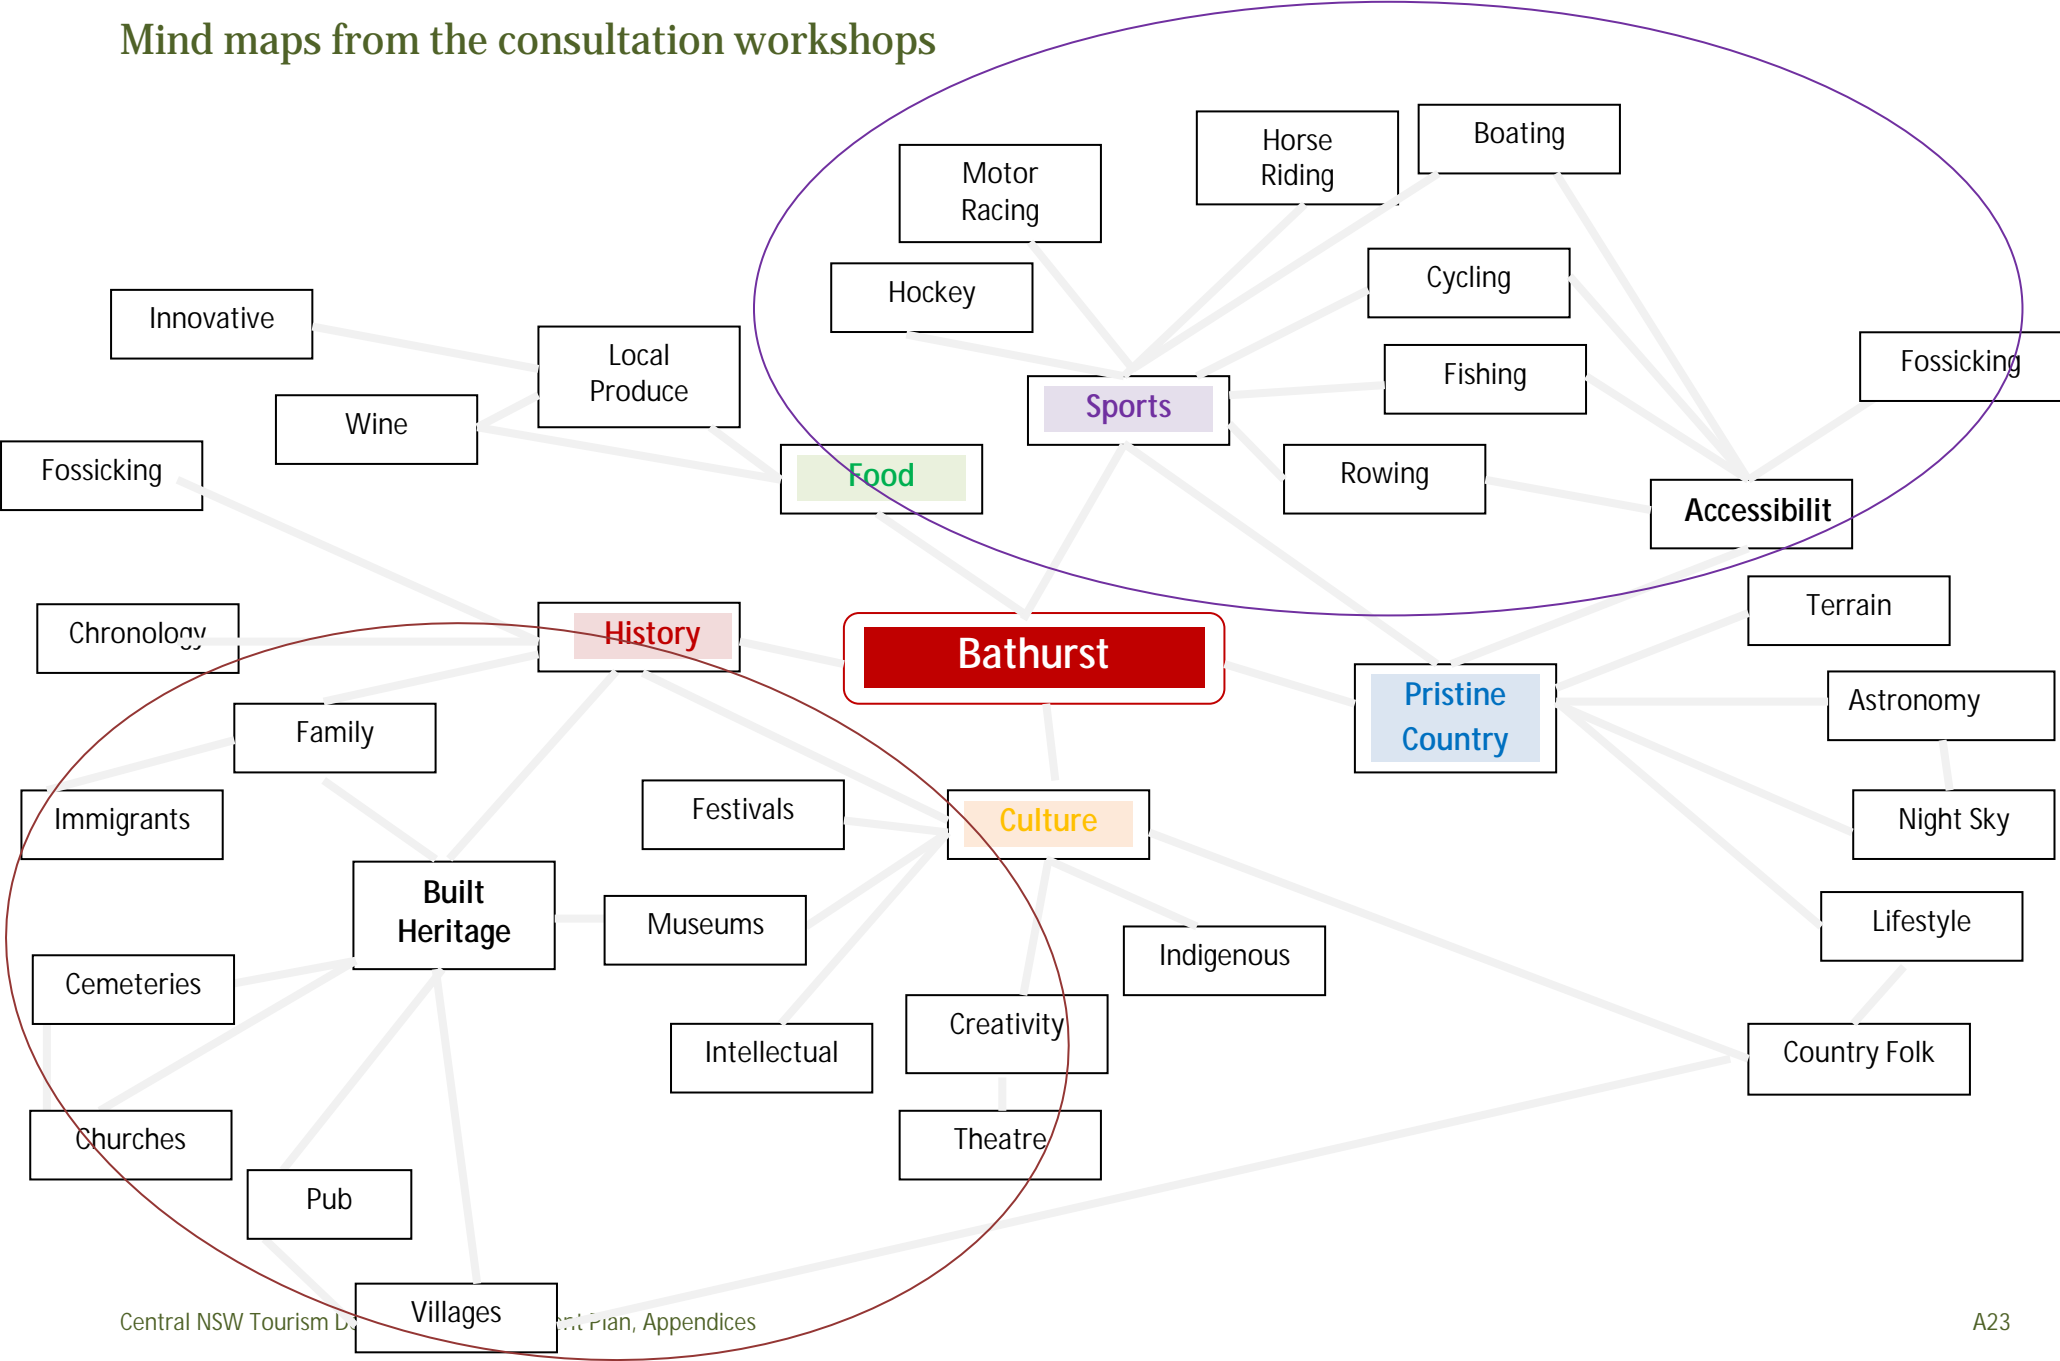 Mind maps from the consultation workshops
Horse
Riding
Boating
Motor
Racing
Hockey
Cycling
Innovative
Local
Produce
Fishing
Fossicking
Wine
Sports
Fossicking
Food
Rowing
Accessibilit
Chronology
History
Bathurst
Terrain
Family
Pristine
Country
Astronomy
Immigrants
Festivals
Culture
Night Sky
Built
Heritage
Museums
Lifestyle
Indigenous
Cemeteries
Creativity
Intellectual
Country Folk
Churches
Theatre
Pub
Villages
Central NSW Tourism D nt Plan, Appendices
A23